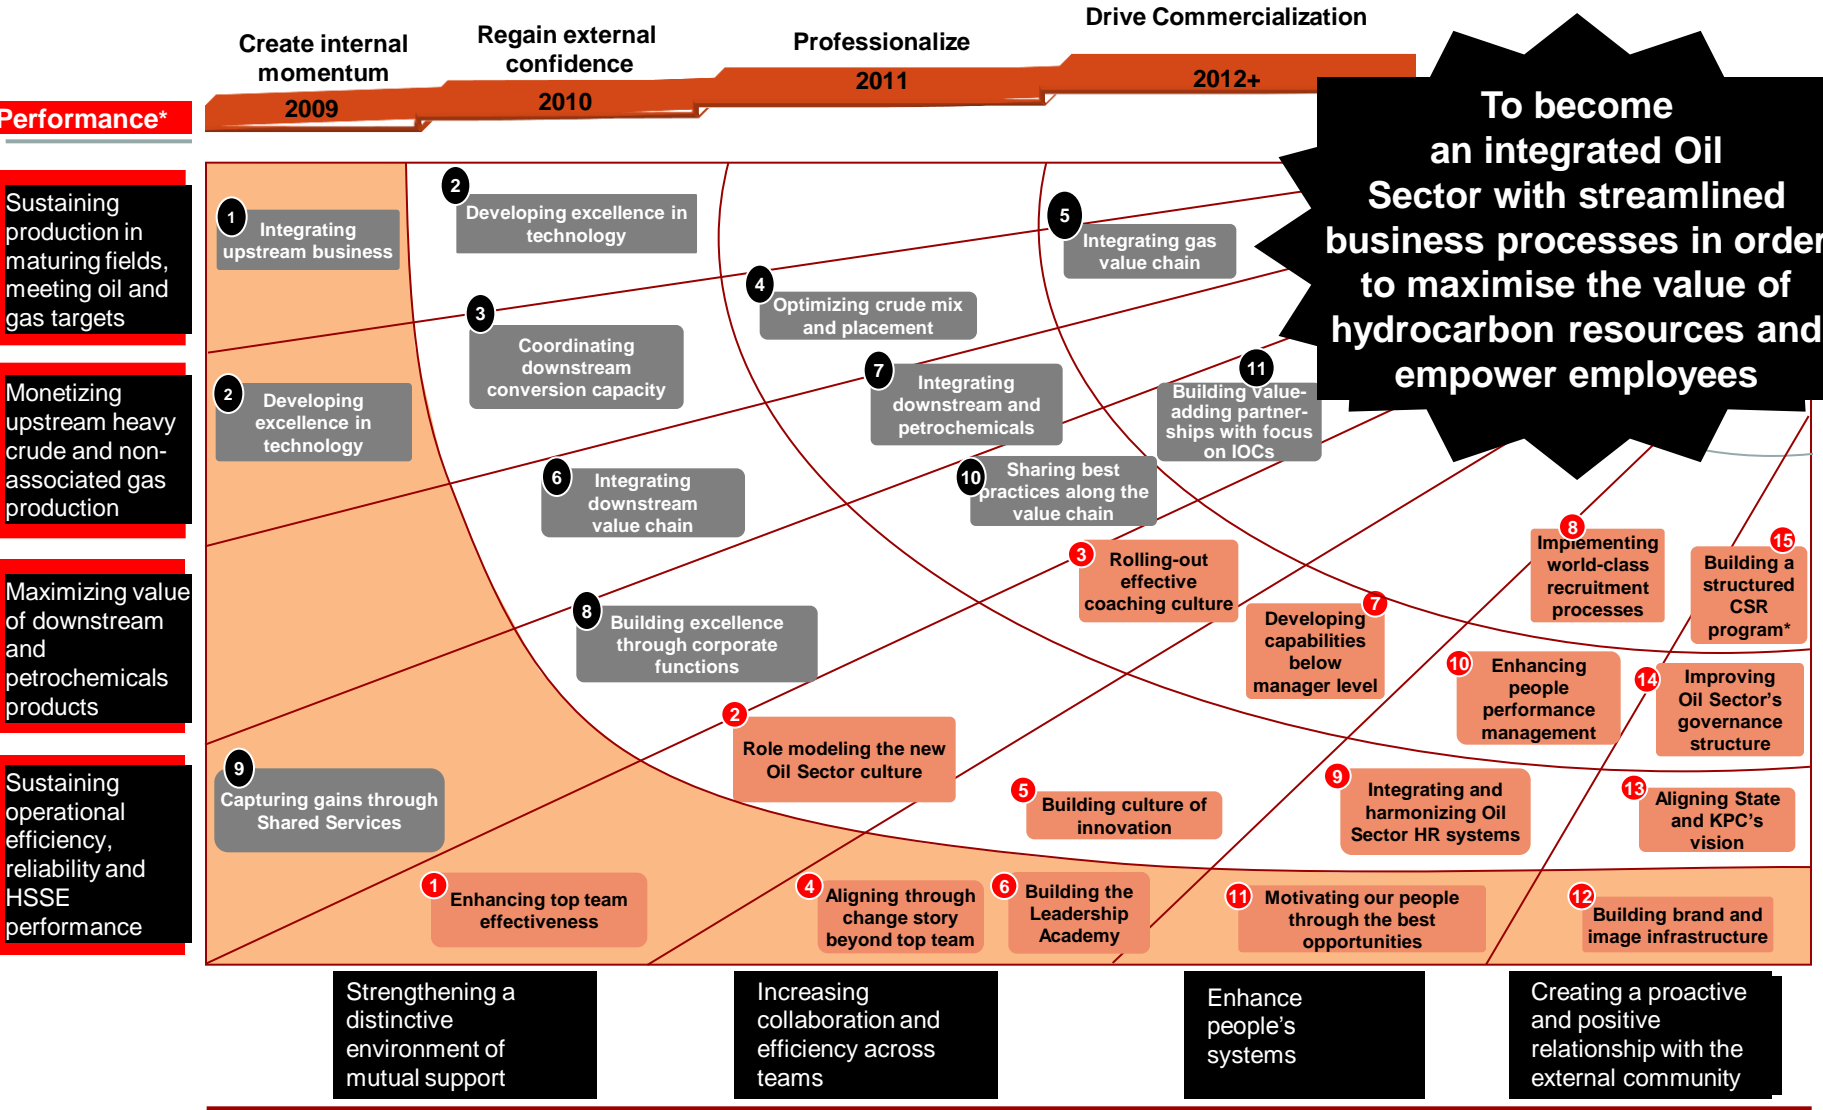 Drive Commercialization
Create internal
momentum
Regain external
confidence
Professionalize
2009
2010
2011
2012+
Performance*
To become
an integrated Oil
Sector with streamlined
business processes in order
to maximise the value of
hydrocarbon resources and
empower employees
Sustaining
production in
maturing fields,
meeting oil and
gas targets
Monetizing
upstream heavy
crude and non-
associated gas
production
Maximizing value
of downstream
and
petrochemicals
products
Sustaining
operational
efficiency,
reliability and
HSSE
performance
1
Integrating
upstream business
2
Developing excellence in
technology
5
Integrating gas
value chain
4
Optimizing crude mix
and placement
3
Coordinating
downstream
conversion capacity
2
Developing
excellence in
technology
7
Integrating
downstream and
petrochemicals
11
Building value-
adding partner-
ships with focus
on IOCs
6
Integrating
downstream
value chain
10
Sharing best
practices along the
value chain
8
Building excellence
through corporate
functions
9
Capturing gains through
Shared Services
3
Rolling-out
effective
coaching culture
7
Developing
capabilities
below
manager level
8
Implementing
world-class
recruitment
processes
15
Building a
structured
CSR
program*
10
Enhancing
people
performance
management
14
Improving
Oil Sector's
governance
structure
2
Role modeling the new
Oil Sector culture
5
Building culture of
innovation
9
Integrating and
harmonizing Oil
Sector HR systems
13
Aligning State
and KPC's
vision
1
Enhancing top team
effectiveness
4
Aligning through
change story
beyond top team
6
Building the
Leadership
Academy
11
Motivating our people
through the best
opportunities
12
Building brand and
image infrastructure
Strengthening a
distinctive
environment of
mutual support
Increasing
collaboration and
efficiency across
teams
Enhance
people's
systems
Creating a proactive
and positive
relationship with the
external community